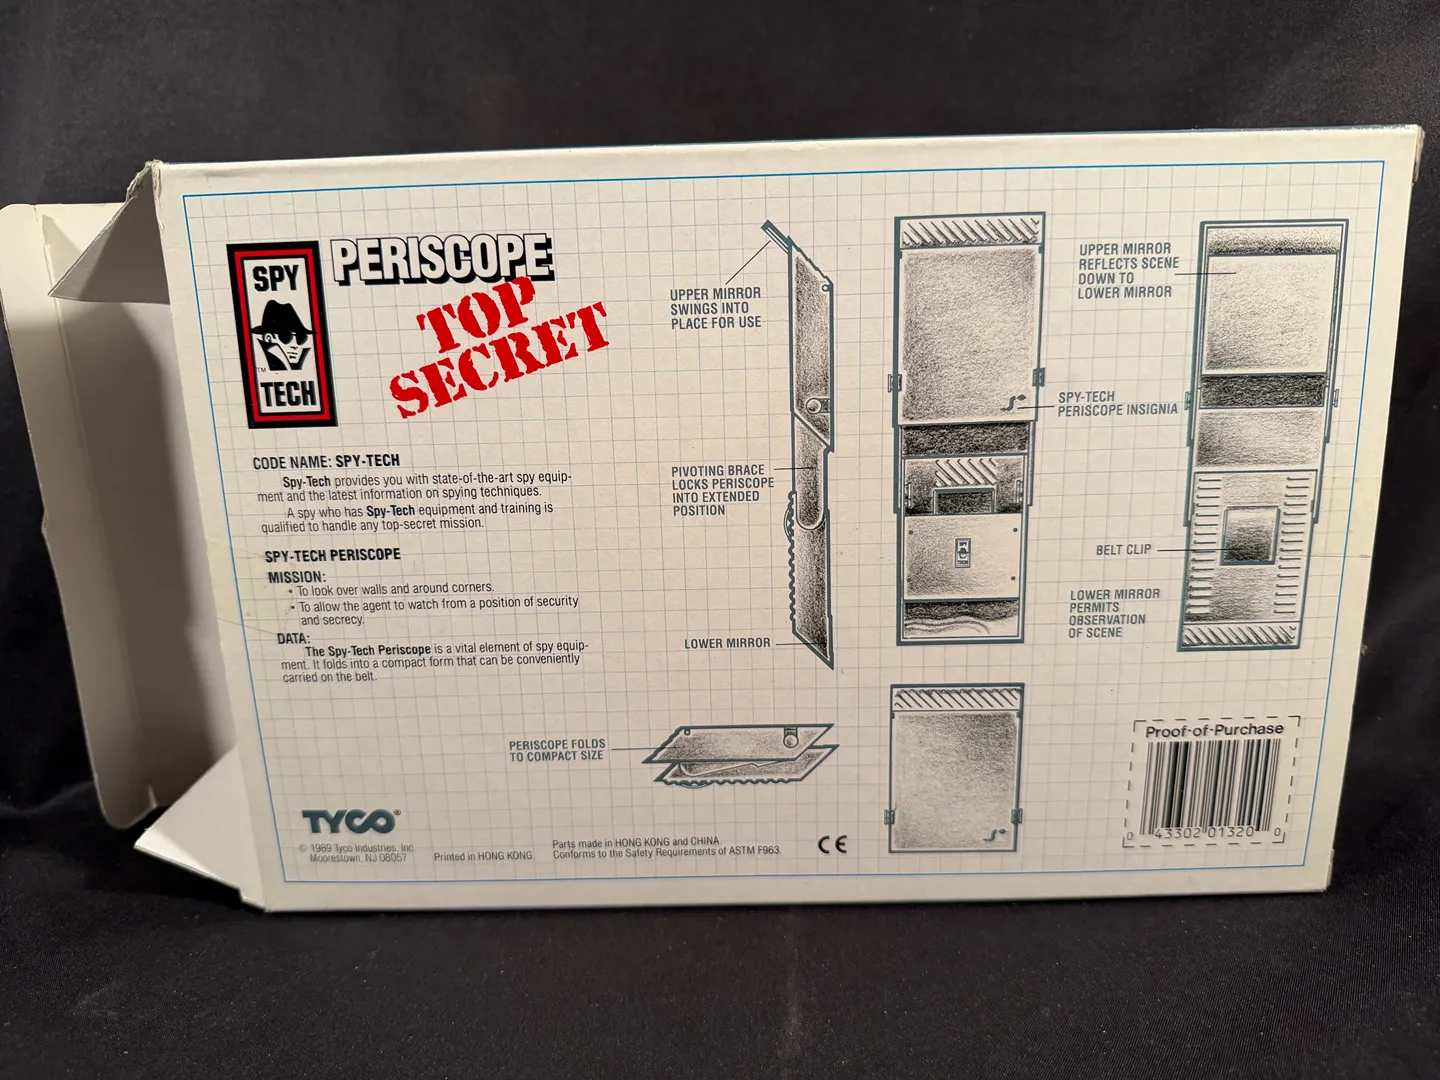 SPY
TECH
TM
PERISCOPE
TOP
SECRET
CODE NAME: SPY-TECH
Spy-Tech provides you with state-of-the-art spy equip-
ment and the latest information on spying techniques.
A spy who has Spy-Tech equipment and training is
qualified to handle any top-secret mission.
SPY-TECH PERISCOPE
MISSION:
• To look over walls and around corners.
• To allow the agent to watch from a position of security
and secrecy.
DATA:
The Spy-Tech Periscope is a vital element of spy equip-
ment. It folds into a compact form that can be conveniently
carried on the belt.
UPPER MIRROR
SWINGS INTO
PLACE FOR USE
PIVOTING BRACE
LOCKS PERISCOPE
INTO EXTENDED
POSITION
LOWER MIRROR
PERISCOPE FOLDS
TO COMPACT SIZE
SPY
TECH
UPPER MIRROR
REFLECTS SCENE
DOWN TO
LOWER MIRROR
SPY-TECH
PERISCOPE INSIGNIA
BELT CLIP
LOWER MIRROR
PERMITS
OBSERVATION
OF SCENE
TYCO®
© 1989 Tyco Industries, Inc.
Moorestown, NJ 08057
Printed in HONG KONG
Parts made in HONG KONG and CHINA.
Conforms to the Safety Requirements of ASTM F963.
CE
Proof-of-Purchase
0 43302 01320 0